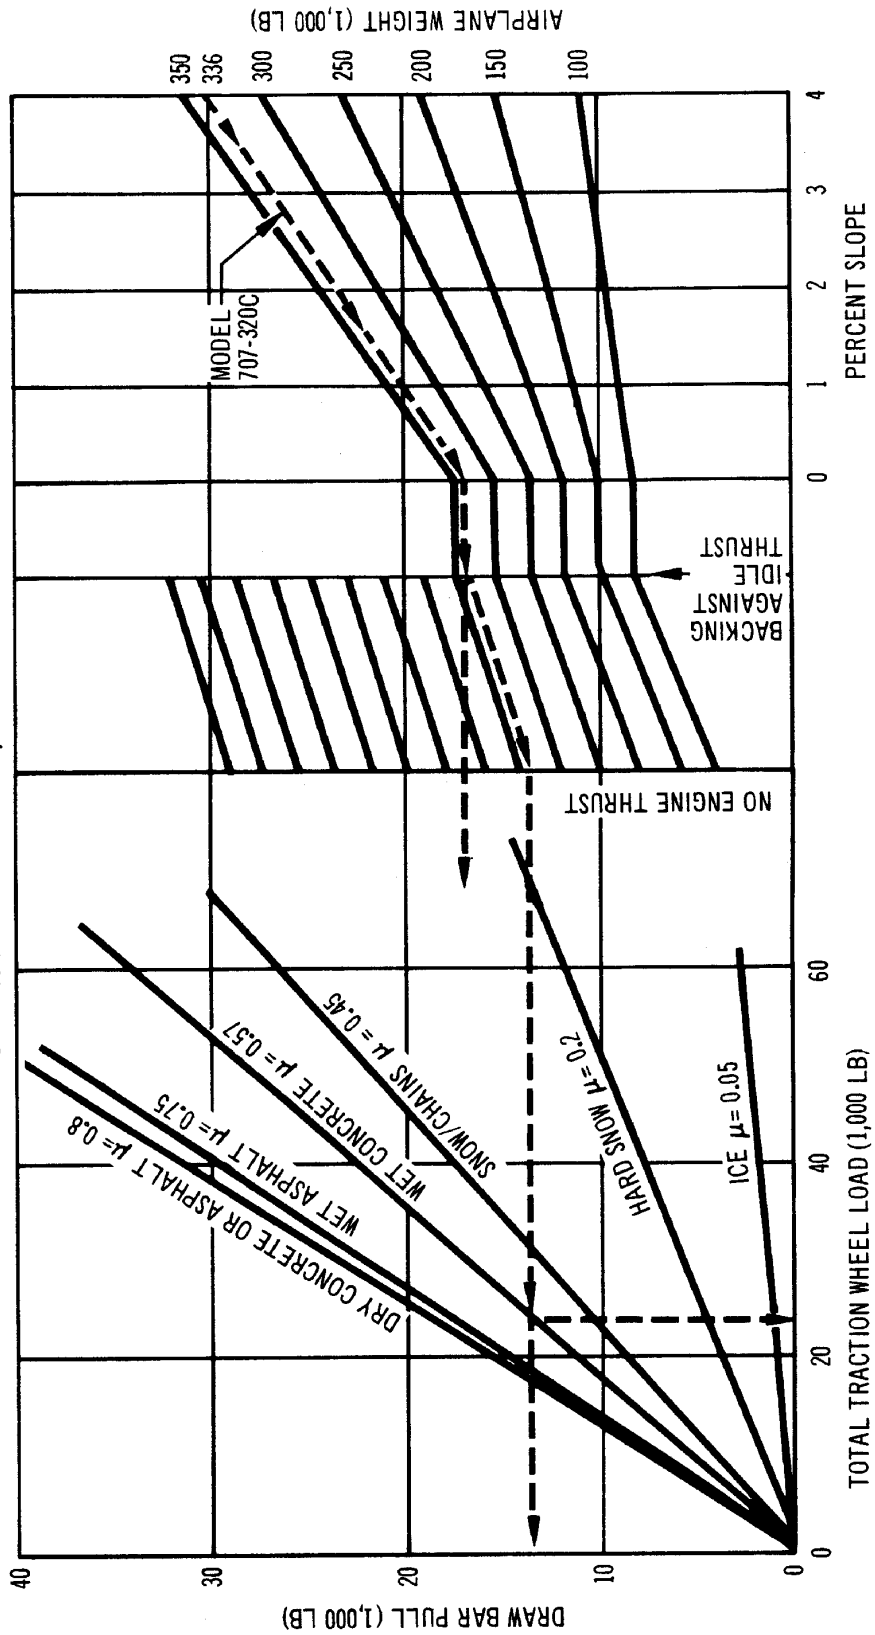 AIRPLANE WEIGHT (1,000 LB)
350
336
300
250
200
150
100
MODEL
707-320C
4
3
2
1
0
PERCENT SLOPE
BACKING
AGAINST
IDLE
THRUST
NO ENGINE THRUST
DRY CONCRETE OR ASPHALT μ = 0.8
WET ASPHALT μ = 0.75
WET CONCRETE μ = 0.57
SNOW/CHAINS μ = 0.45
HARD SNOW μ = 0.2
ICE μ = 0.05
60
40
20
0
TOTAL TRACTION WHEEL LOAD (1,000 LB)
40
30
20
10
0
DRAW BAR PULL (1,000 LB)